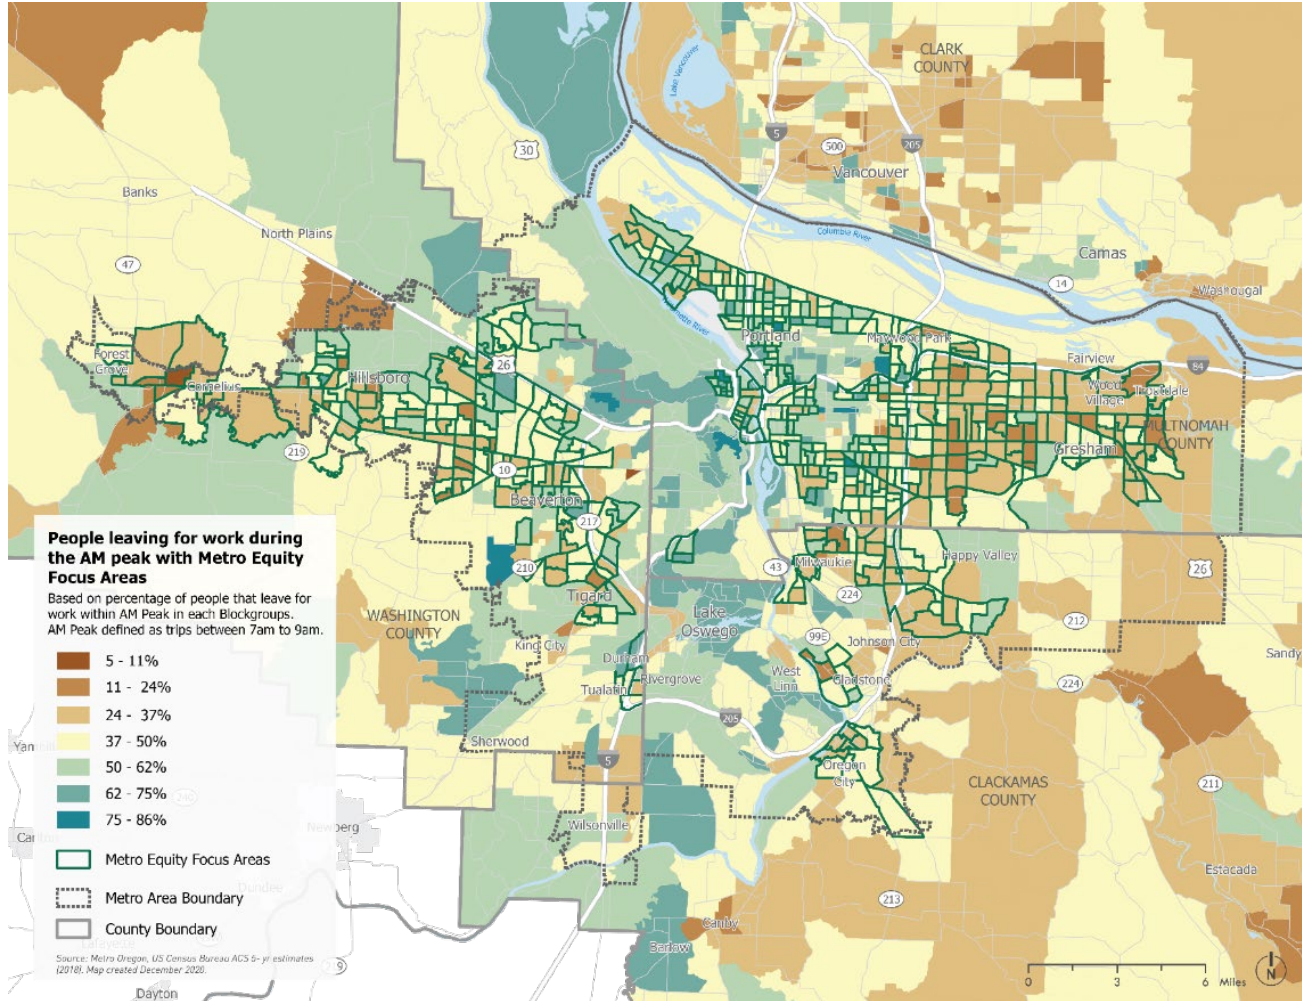 CLARK
COUNTY
Lake Vancouver
5
30
500
205
Vancouver
Banks
North Plains
Columbia River
47
Camas
14
Washougal
Portland
Maywood Park
Fairview
84
Forest
Grove
26
Wood
Village
Troutdale
Hillsboro
Cornelius
MULTNOMAH
COUNTY
Gresham
219
10
Beaverton
217
People leaving for work during
the AM peak with Metro Equity
Focus Areas
Based on percentage of people that leave for
work within AM Peak in each Blockgroups.
AM Peak defined as trips between 7am to 9am.
5 - 11%
11 - 24%
24 - 37%
37 - 50%
50 - 62%
62 - 75%
75 - 86%
Metro Equity Focus Areas
Metro Area Boundary
County Boundary
Source: Metro Oregon, US Census Bureau ACS 5- yr estimates
(2018). Map created December 2020.
210
43
Milwaukie
Happy Valley
26
Tigard
224
WASHINGTON
COUNTY
Lake
Oswego
212
King City
99E
Johnson City
Sandy
Durham
Rivergrove
West
Linn
Gladstone
224
Tualatin
205
Sherwood
5
Oregon
City
CLACKAMAS
COUNTY
211
Newberg
Wilsonville
Estacada
Dundee
213
Canby
Barlow
Lafayette
Dayton
0 3 6 Miles
N